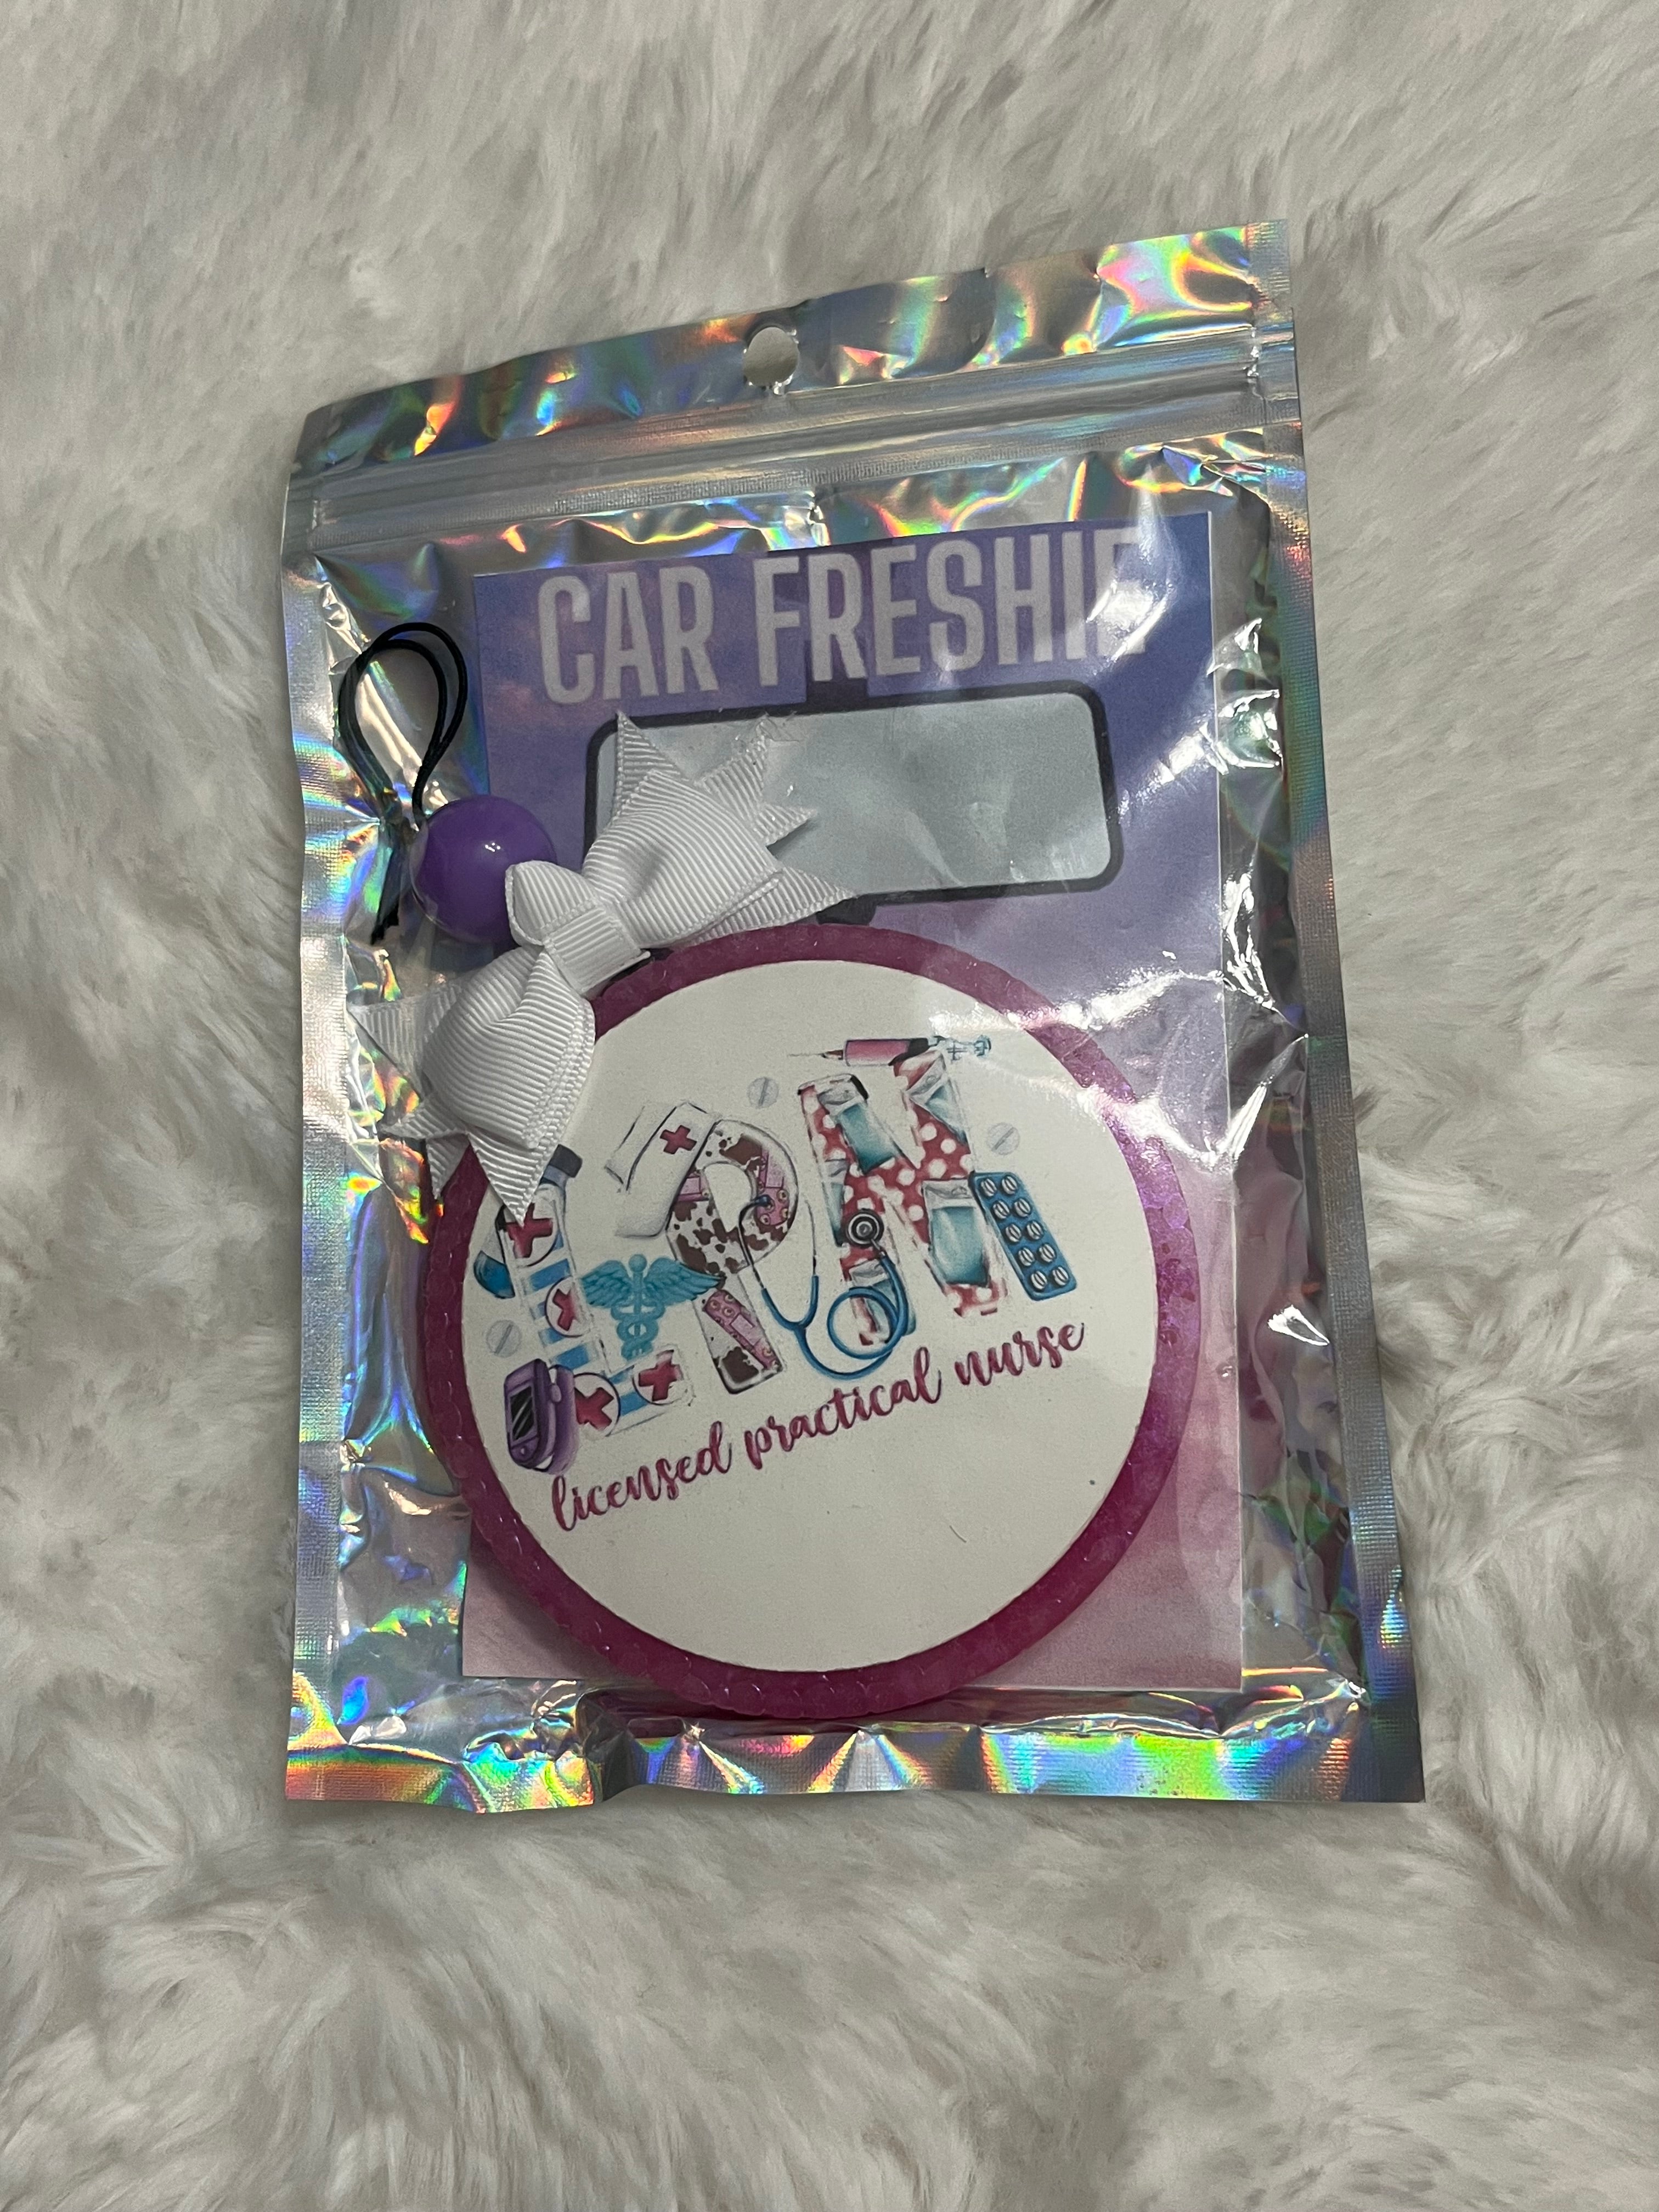 CAR FRESHIE
LPN
licensed practical nurse